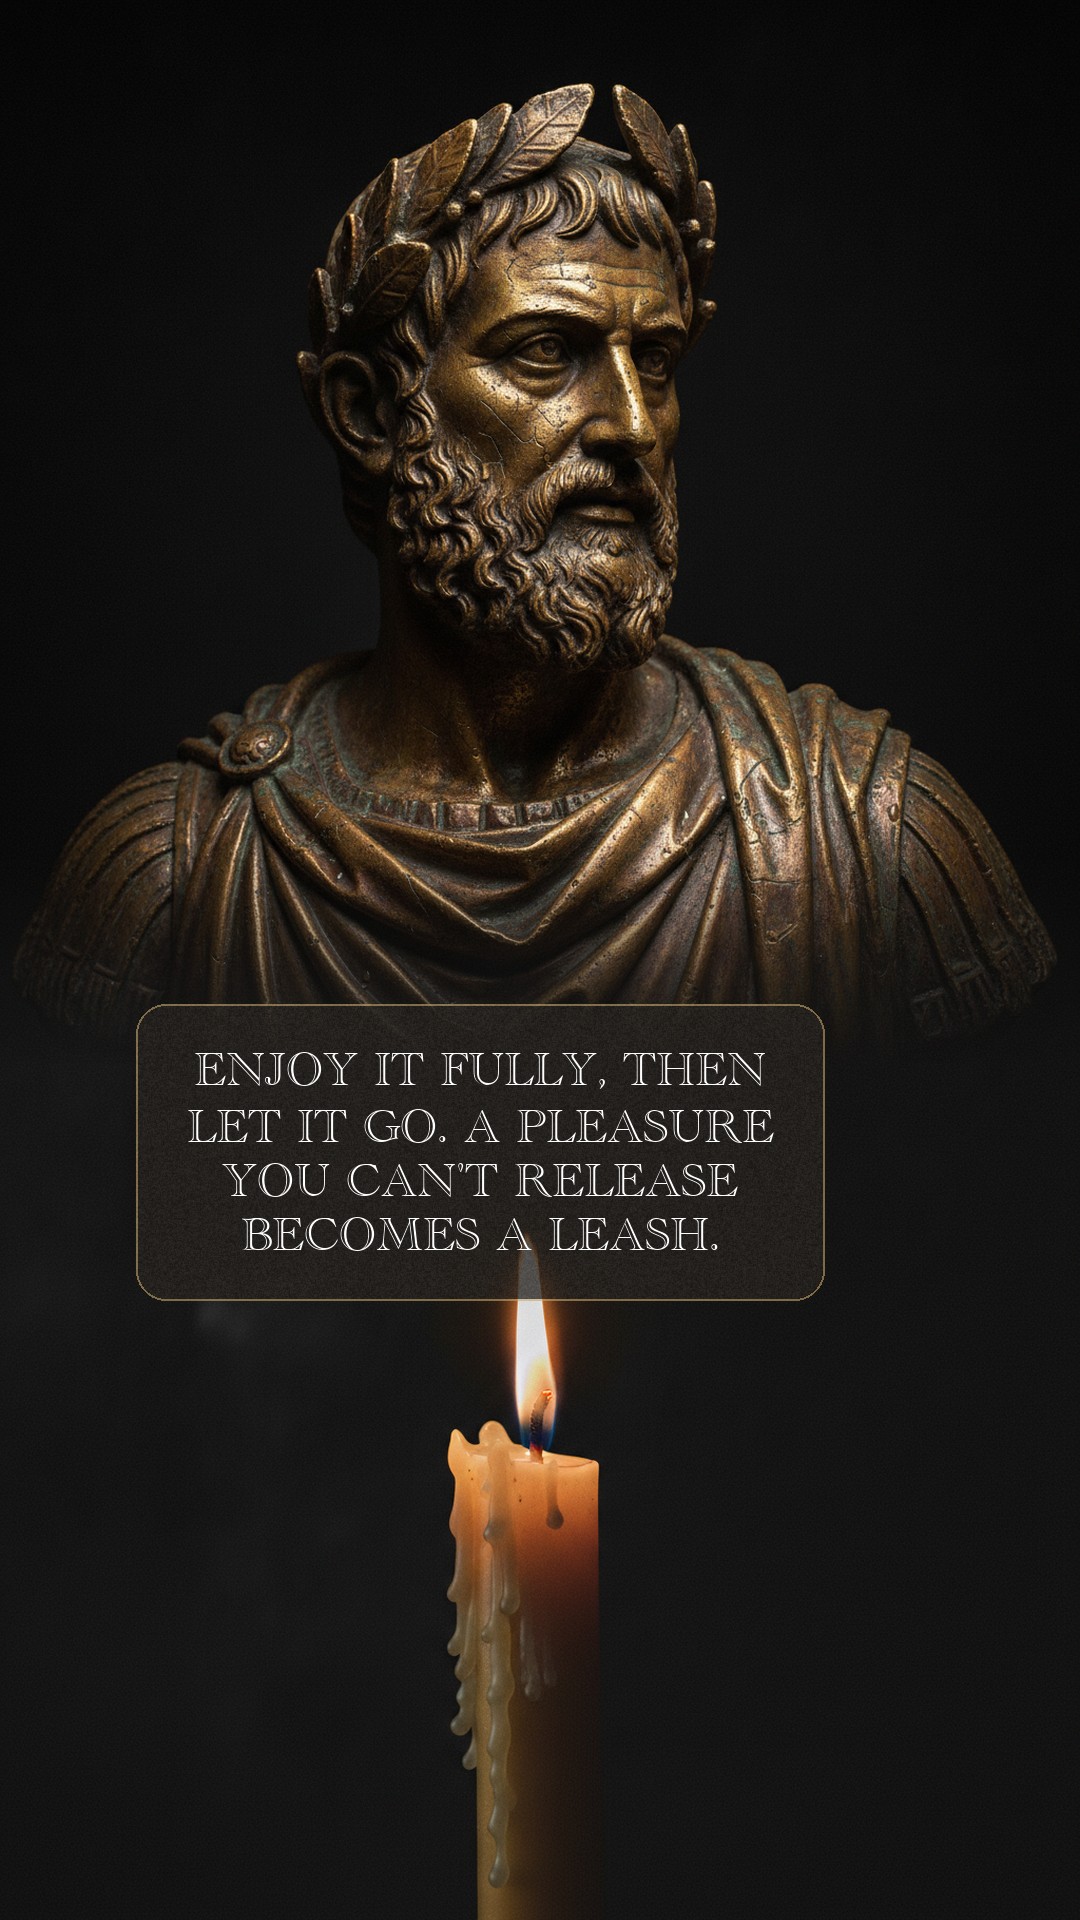 ENJOY IT FULLY, THEN
LET IT GO. A PLEASURE
YOU CAN'T RELEASE
BECOMES A LEASH.